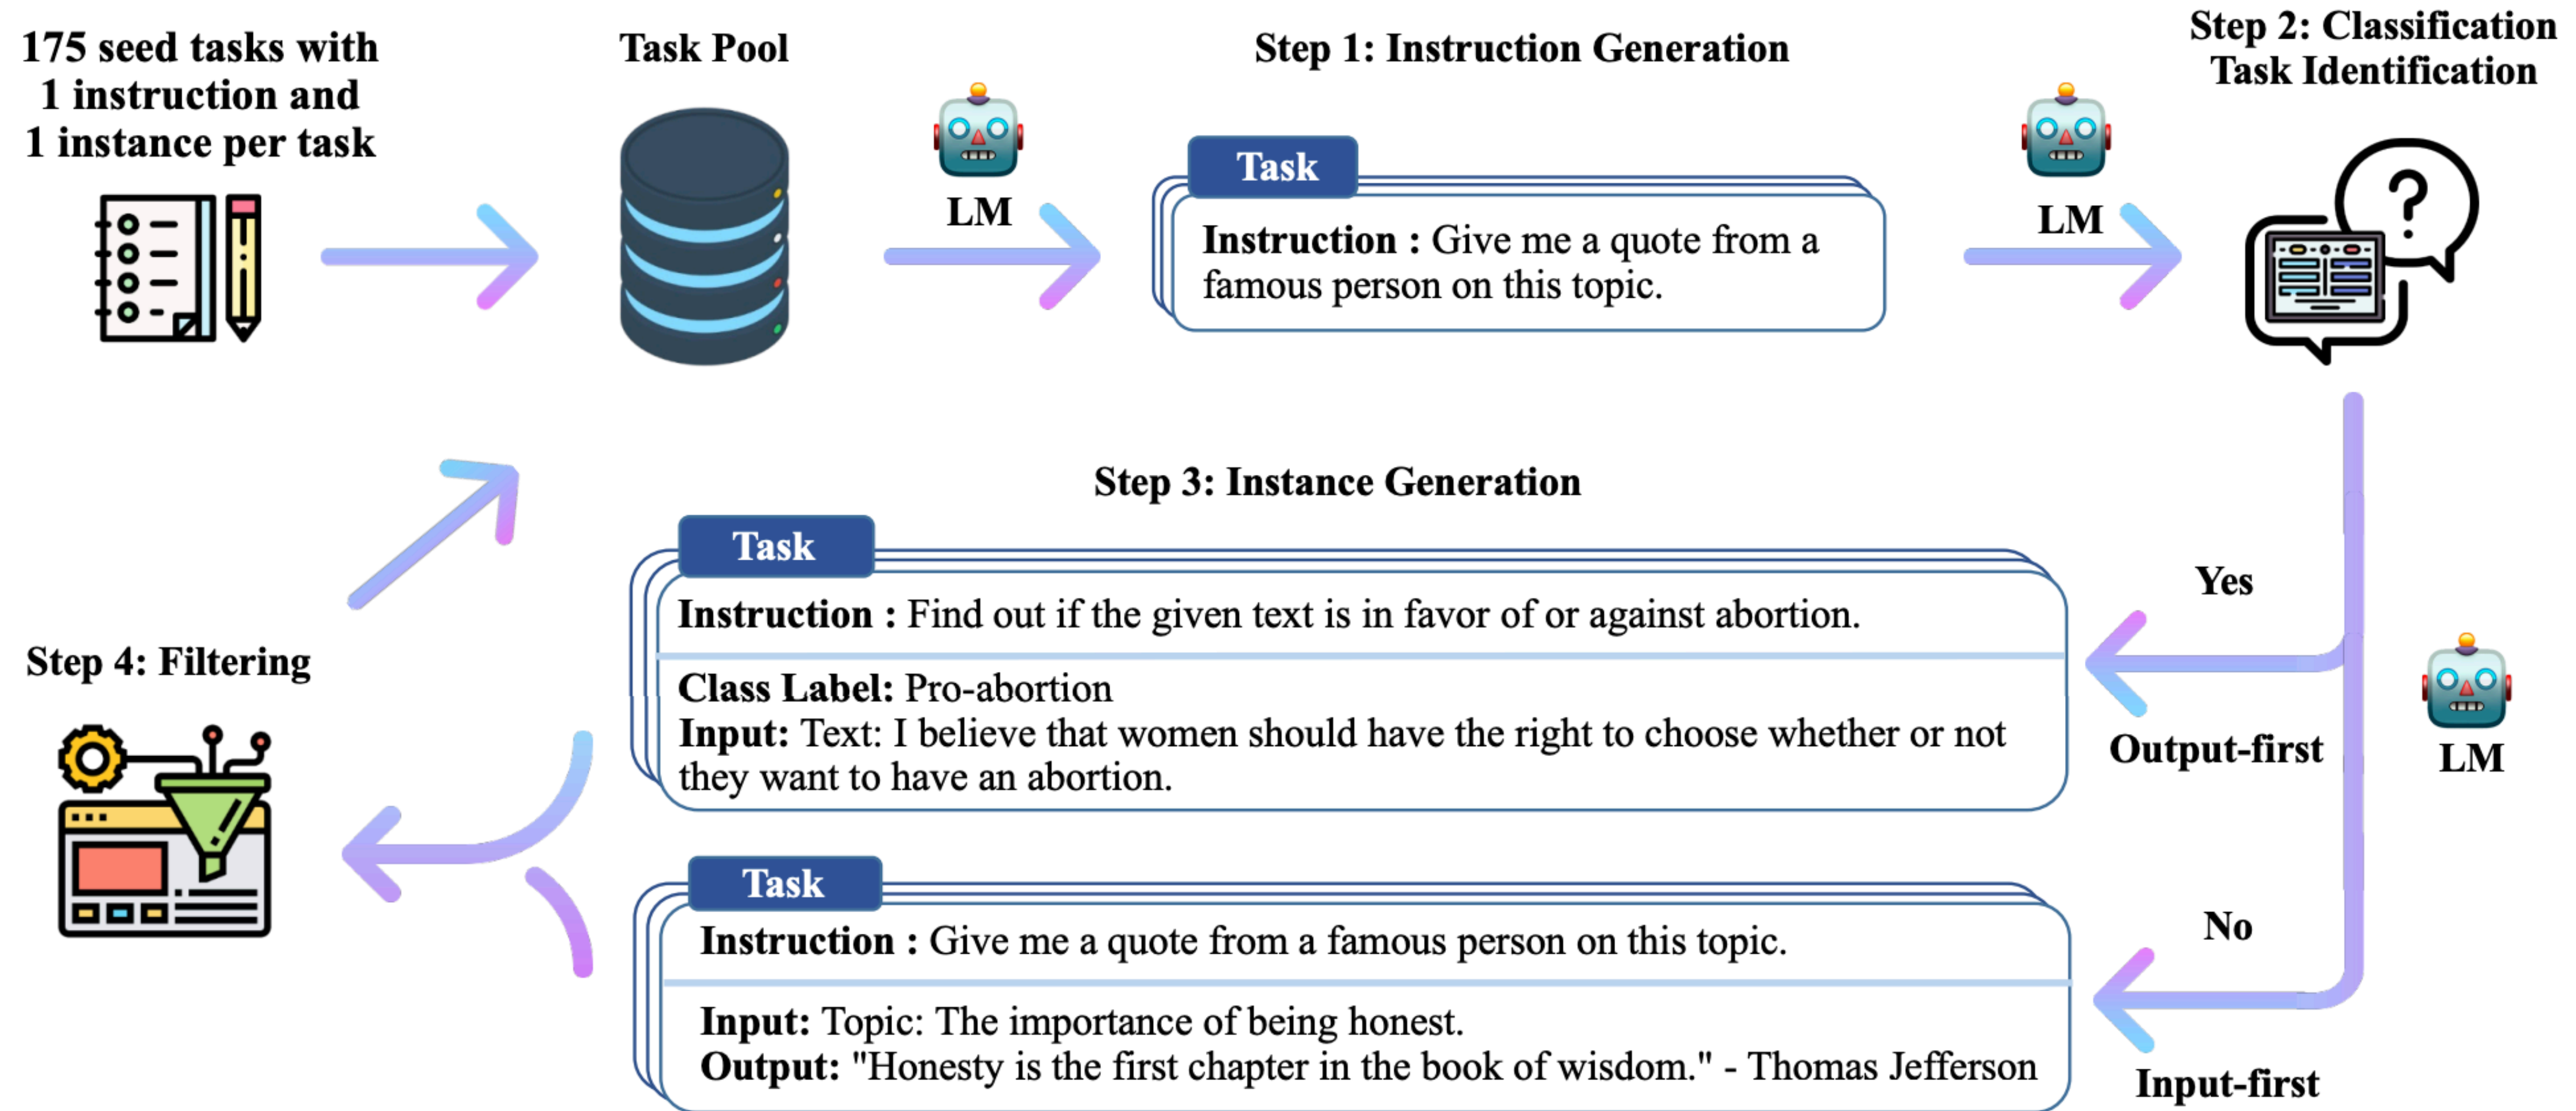 175 seed tasks with
1 instruction and
1 instance per task
Task Pool
LM
Step 1: Instruction Generation
Task
Instruction : Give me a quote from a
famous person on this topic.
LM
Step 2: Classification
Task Identification
?
Step 3: Instance Generation
Task
Instruction : Find out if the given text is in favor of or against abortion.
Class Label: Pro-abortion
Input: Text: I believe that women should have the right to choose whether or not
they want to have an abortion.
Yes
Output-first
LM
Task
Instruction : Give me a quote from a famous person on this topic.
Input: Topic: The importance of being honest.
Output: "Honesty is the first chapter in the book of wisdom." - Thomas Jefferson
No
Input-first
Step 4: Filtering